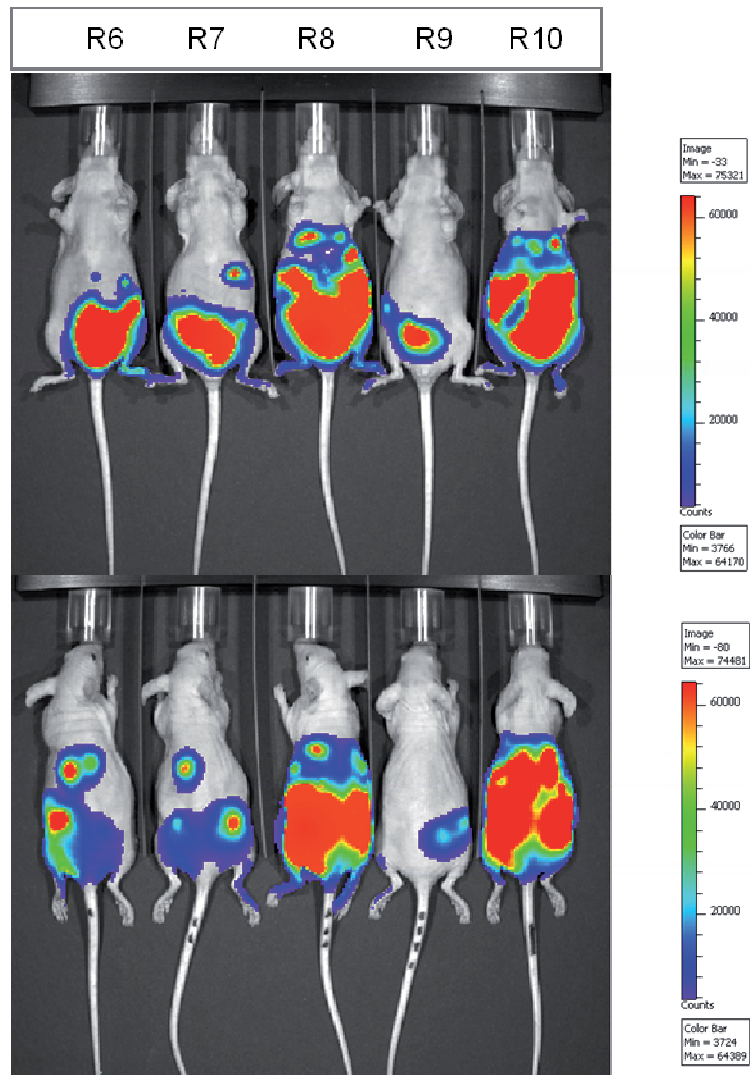 R6 R7 R8 R9 R10
Image
Min = -33
Max = 75321
60000
40000
20000
Counts
Color Bar
Min = 3766
Max = 64170
Image
Min = -80
Max = 74481
60000
40000
20000
Counts
Color Bar
Min = 3724
Max = 64389